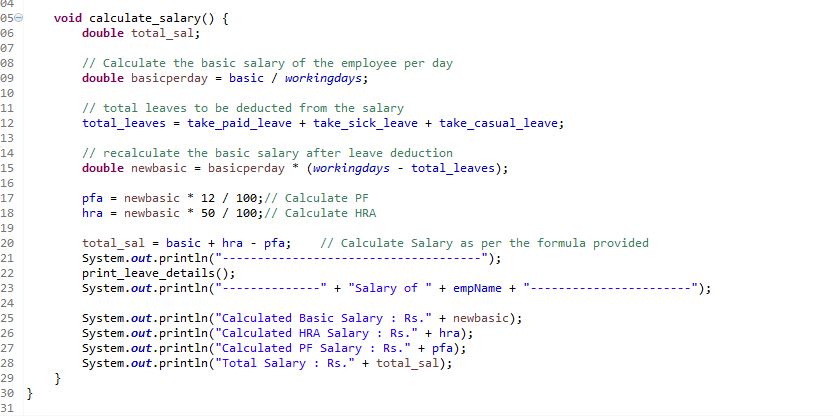 04
05 void calculate_salary() {
06 double total_sal;
07
08 // Calculate the basic salary of the employee per day
09 double basicperday = basic / workingdays;
10
11 // total leaves to be deducted from the salary
12 total_leaves = take_paid_leave + take_sick_leave + take_casual_leave;
13
14 // recalculate the basic salary after leave deduction
15 double newbasic = basicperday * (workingdays - total_leaves);
16
17 pfa = newbasic * 12 / 100;// Calculate PF
18 hra = newbasic * 50 / 100;// Calculate HRA
19
20 total_sal = basic + hra - pfa; // Calculate Salary as per the formula provided
21 System.out.println("-------------------------------------");
22 print_leave_details();
23 System.out.println("--------------" + "Salary of " + empName + "-----------------------");
24
25 System.out.println("Calculated Basic Salary : Rs." + newbasic);
26 System.out.println("Calculated HRA Salary : Rs." + hra);
27 System.out.println("Calculated PF Salary : Rs." + pfa);
28 System.out.println("Total Salary : Rs." + total_sal);
29 }
30 }
31